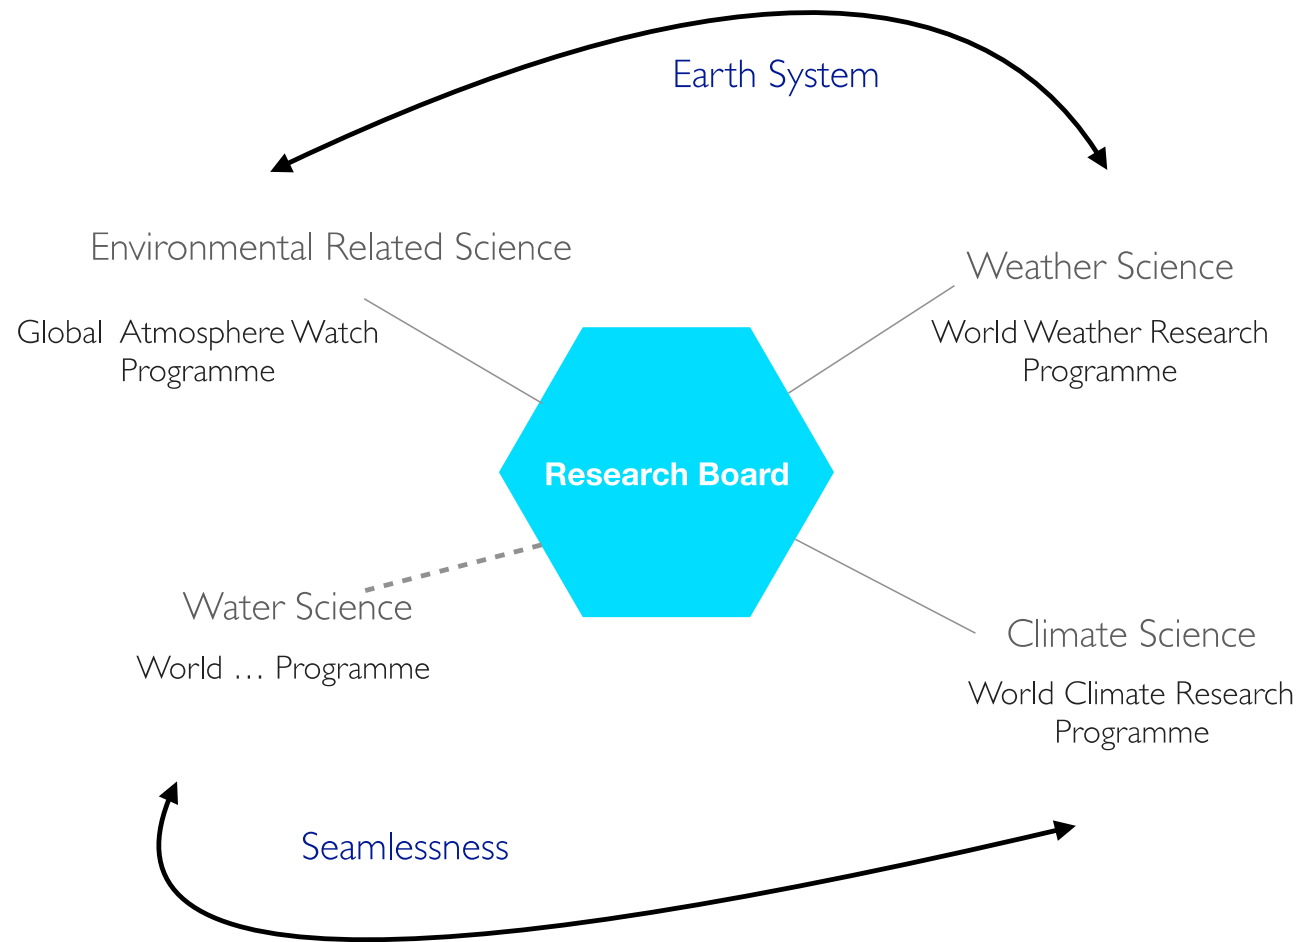 Earth System
Environmental Related Science
Global Atmosphere Watch
Programme
Weather Science
World Weather Research
Programme
Research Board
Water Science
World … Programme
Climate Science
World Climate Research
Programme
Seamlessness